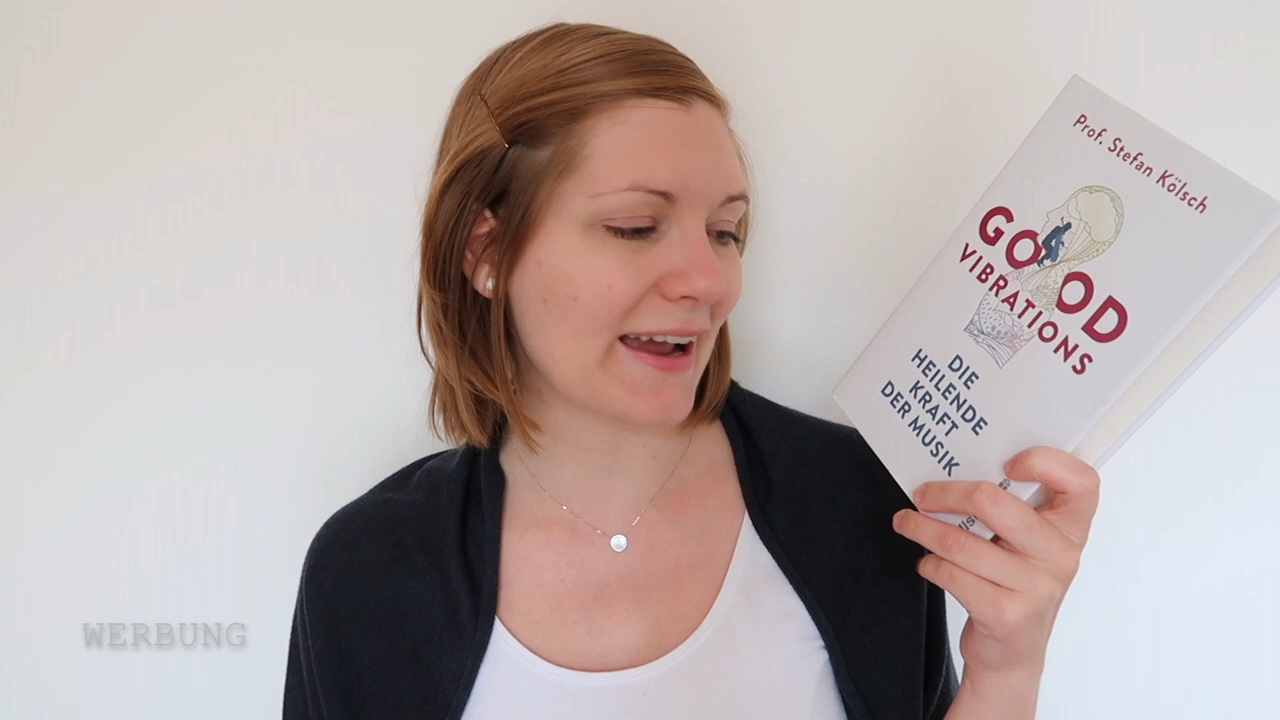 Prof. Stefan Kölsch
GOOD
VIBRATIONS
DIE
HEILENDE
KRAFT
DER MUSIK
WERBUNG